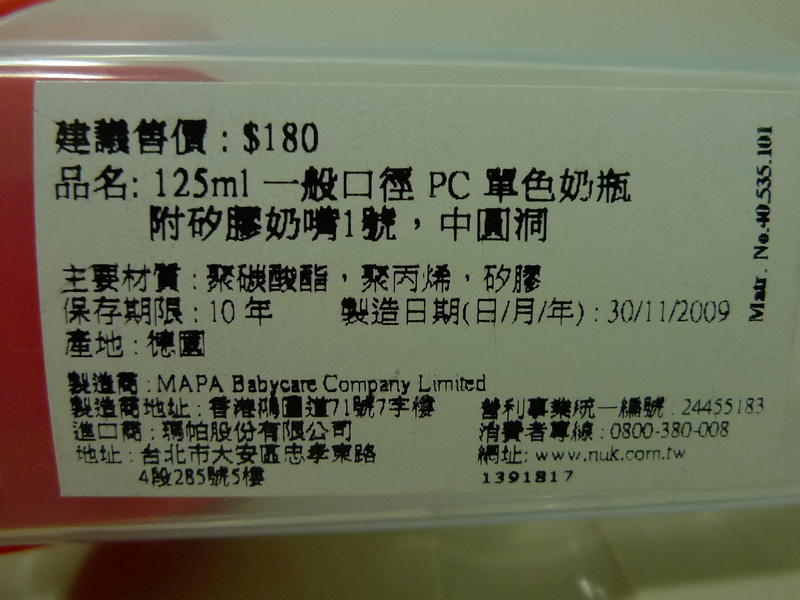 建議售價：$180
品名：125ml 一般口徑 PC 單色奶瓶
附矽膠奶嘴1號，中圓洞
主要材質：聚碳酸酯，聚丙烯，矽膠
保存期限：10 年 製造日期(日/月/年)：30/11/2009
產地：德國
製造商：MAPA Babycare Company Limited
製造商地址：香港鴻圖道71號7字樓
進口商：瑪帕股份有限公司
地址：台北市大安區忠孝東路
4段285號5樓
營利事業統一編號：24455183
消費者專線：0800-380-008
網址：www.nuk.com.tw
1391817
Matr. No.40.535.101